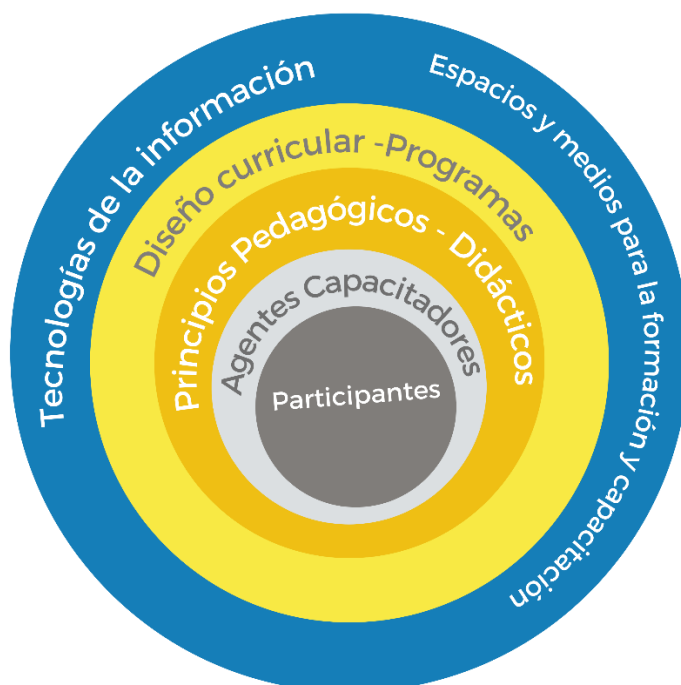 Tecnologías de la información
Espacios y medios para la formación y capacitación
Diseño curricular -Programas
Principios Pedagógicos - Didácticos
Agentes Capacitadores
Participantes